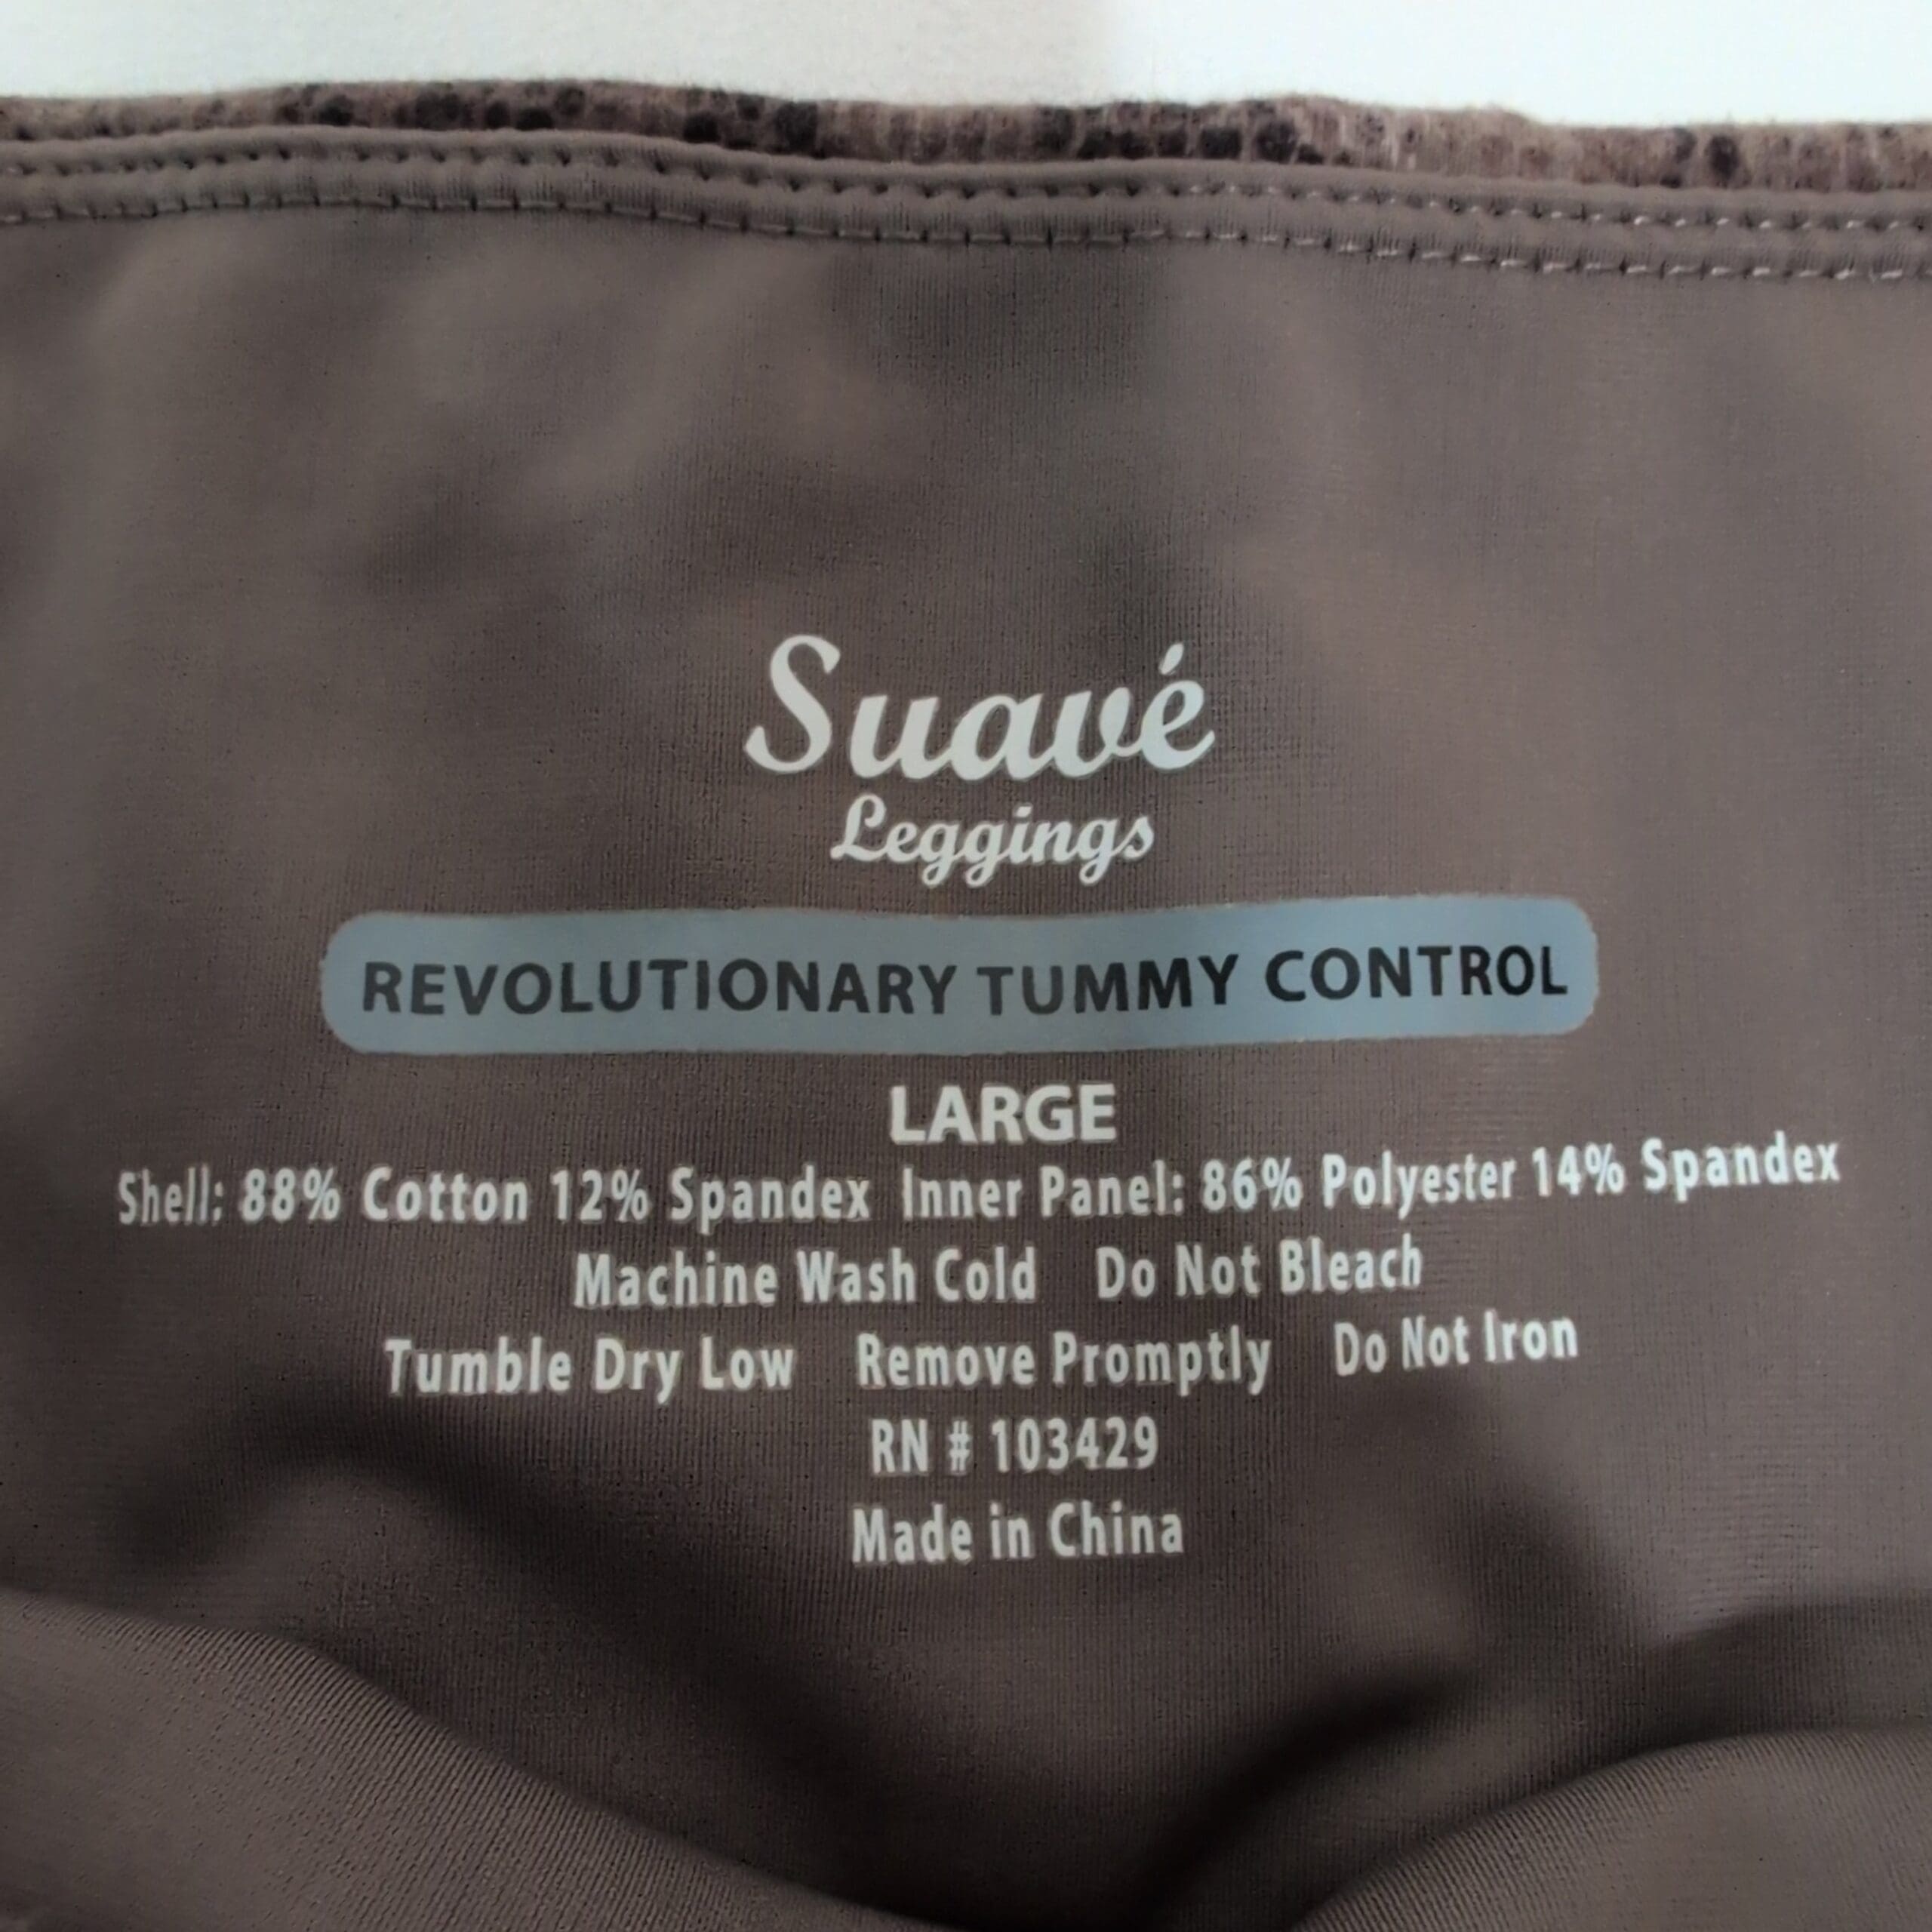 Suavé
Leggings
REVOLUTIONARY TUMMY CONTROL
LARGE
Shell: 88% Cotton 12% Spandex Inner Panel: 86% Polyester 14% Spandex
Machine Wash Cold Do Not Bleach
Tumble Dry Low Remove Promptly Do Not Iron
RN # 103429
Made in China